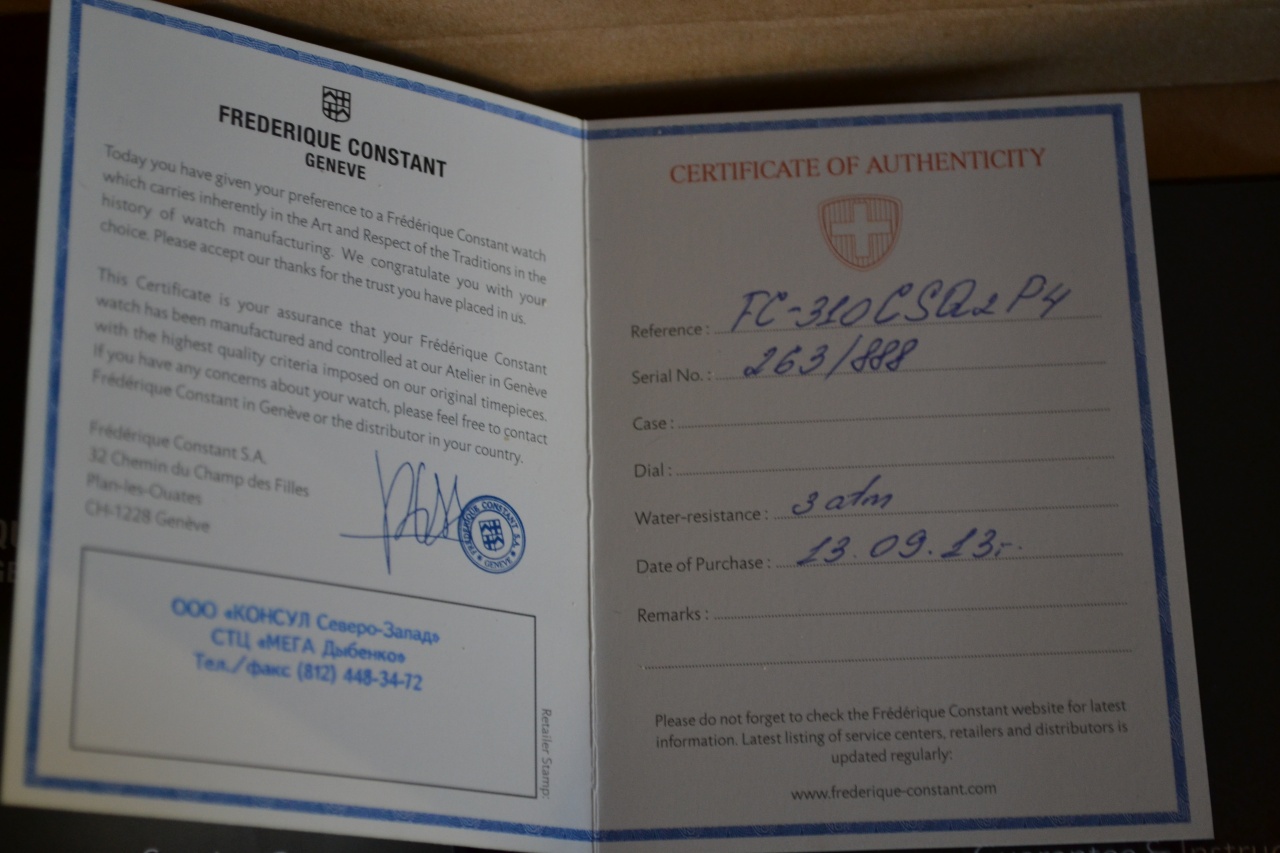 FREDERIQUE CONSTANT
GENEVE
Today you have given your preference to a Frédérique Constant watch
which carries inherently in the Art and Respect of the Traditions in the
history of watch manufacturing. We congratulate you with your
choice. Please accept our thanks for the trust you have placed in us.
This Certificate is your assurance that your Frédérique Constant
watch has been manufactured and controlled at our Atelier in Genève
with the highest quality criteria imposed on our original timepieces.
If you have any concerns about your watch, please feel free to contact
Frédérique Constant in Genève or the distributor in your country.
Frédérique Constant S.A.
32 Chemin du Champ des Filles
Plan-les-Ouates
CH-1228 Genève
FREDERIQUE CONSTANT S.A.
GENEVE
ООО «КОНСУЛ Северо-Запад»
СТЦ «МЕГА Дыбенко»
Тел./факс (812) 448-34-72
Retailer Stamp:
CERTIFICATE OF AUTHENTICITY
Reference : FC-310CSQ2P4
Serial No. : 263/888
Case :
Dial :
Water-resistance : 3 atm
Date of Purchase : 13.09.13г.
Remarks :
Please do not forget to check the Frédérique Constant website for latest
information. Latest listing of service centers, retailers and distributors is
updated regularly:
www.frederique-constant.com